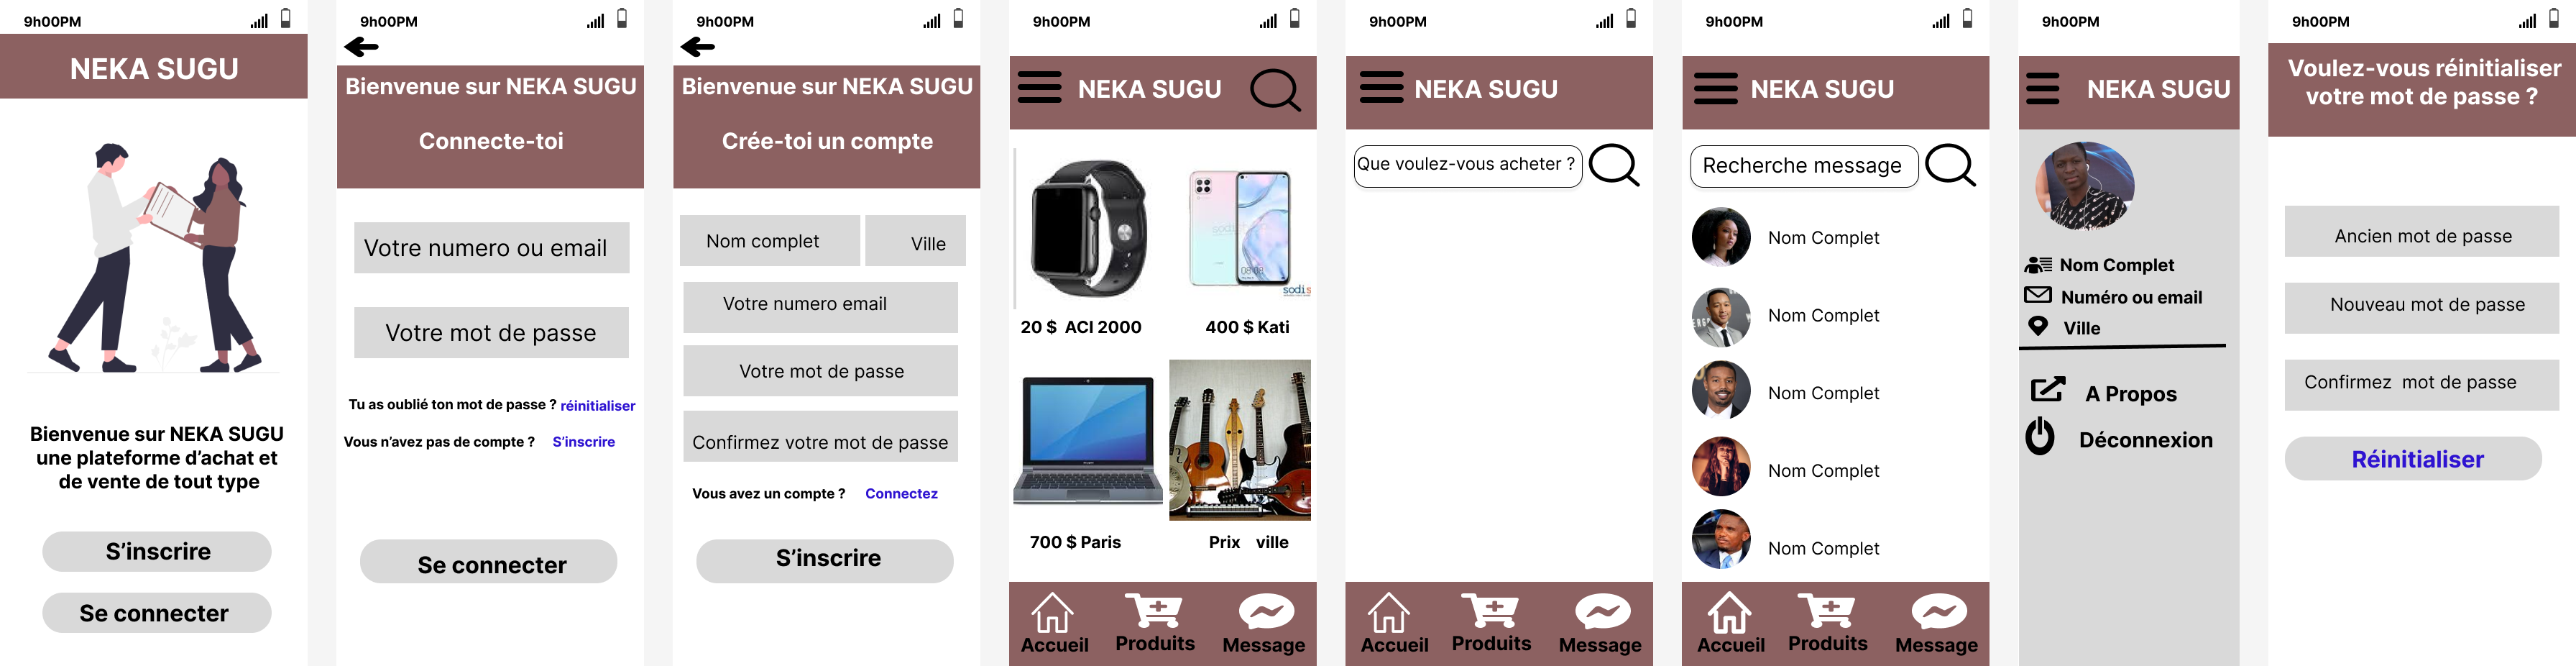 9h00PM
NEKA SUGU
Bienvenue sur NEKA SUGU
une plateforme d'achat et
de vente de tout type
S'inscrire
Se connecter
9h00PM
Bienvenue sur NEKA SUGU
Connecte-toi
Votre numero ou email
Votre mot de passe
Tu as oublié ton mot de passe ? réinitialiser
Vous n'avez pas de compte ? S'inscrire
Se connecter
9h00PM
Bienvenue sur NEKA SUGU
Crée-toi un compte
Nom complet Ville
Votre numero email
Votre mot de passe
Confirmez votre mot de passe
Vous avez un compte ? Connectez
S'inscrire
9h00PM
NEKA SUGU
08:08
sodis
20 $ ACI 2000 400 $ Kati
700 $ Paris Prix ville
Accueil Produits Message
9h00PM
NEKA SUGU
Que voulez-vous acheter ?
Accueil Produits Message
9h00PM
NEKA SUGU
Recherche message
Nom Complet
Nom Complet
Nom Complet
Nom Complet
Nom Complet
Accueil Produits Message
9h00PM
NEKA SUGU
Nom Complet
Numéro ou email
Ville
A Propos
Déconnexion
9h00PM
Voulez-vous réinitialiser
votre mot de passe ?
Ancien mot de passe
Nouveau mot de passe
Confirmez mot de passe
Réinitialiser